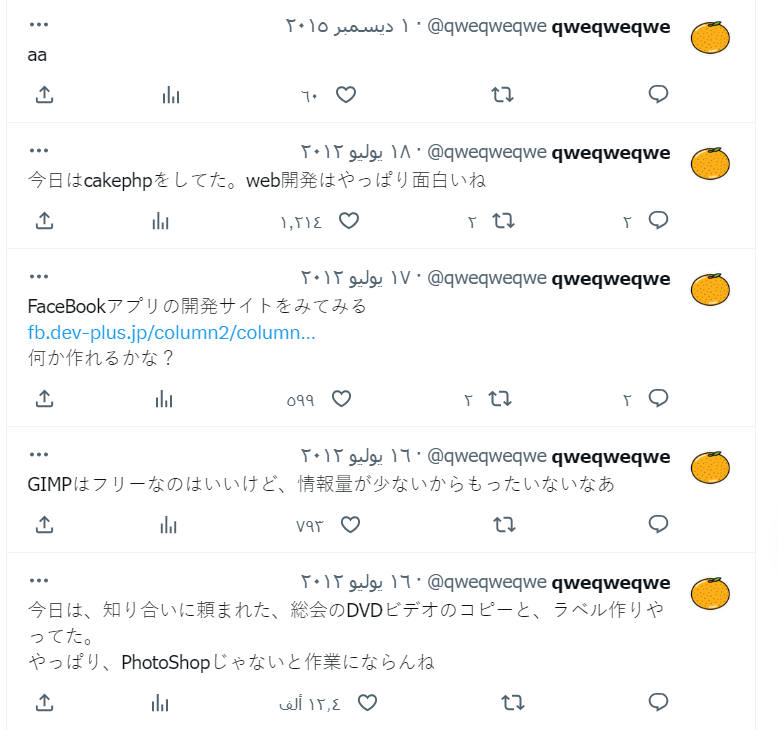 qweqweqwe @qweqweqwe · ١ ديسمبر ٢٠١٥
aa
٦٠
qweqweqwe @qweqweqwe · ١٨ يوليو ٢٠١٢
今日はcakephpをしてた。web開発はやっぱり面白いね
٢ ٢ ١,٢١٤
qweqweqwe @qweqweqwe · ١٧ يوليو ٢٠١٢
FaceBookアプリの開発サイトをみてみる
fb.dev-plus.jp/column2/column...
何か作れるかな？
٢ ٢ ٥٩٩
qweqweqwe @qweqweqwe · ١٦ يوليو ٢٠١٢
GIMPはフリーなのはいいけど、情報量が少ないからもったいないなあ
٧٩٣
qweqweqwe @qweqweqwe · ١٦ يوليو ٢٠١٢
今日は、知り合いに頼まれた、総会のDVDビデオのコピーと、ラベル作りや
ってた。
やっぱり、PhotoShopじゃないと作業にならんね
١٢,٤ ألف